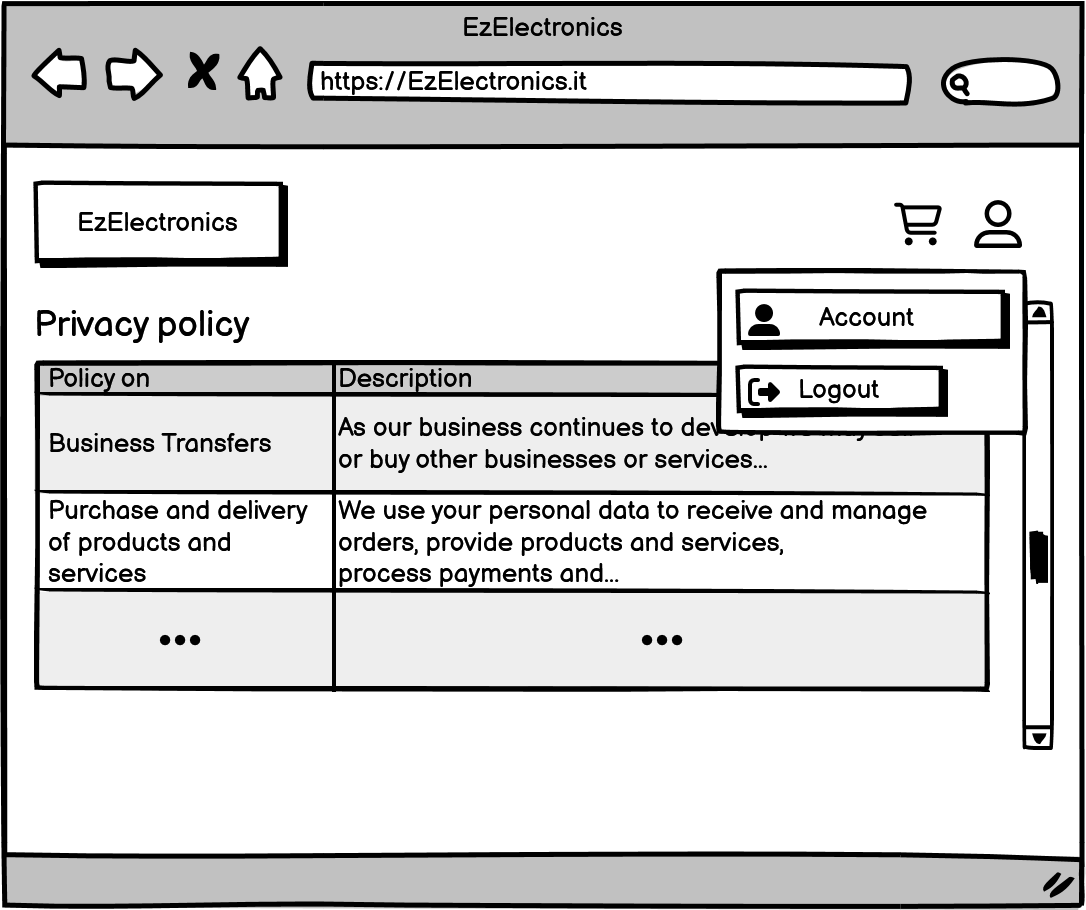 EzElectronics
https://EzElectronics.it
EzElectronics
Privacy policy
Account
Logout
Policy on
Description
Business Transfers
As our business continues to develop
or buy other businesses or services...
Purchase and delivery
of products and
services
We use your personal data to receive and manage
orders, provide products and services,
process payments and...
•••
•••